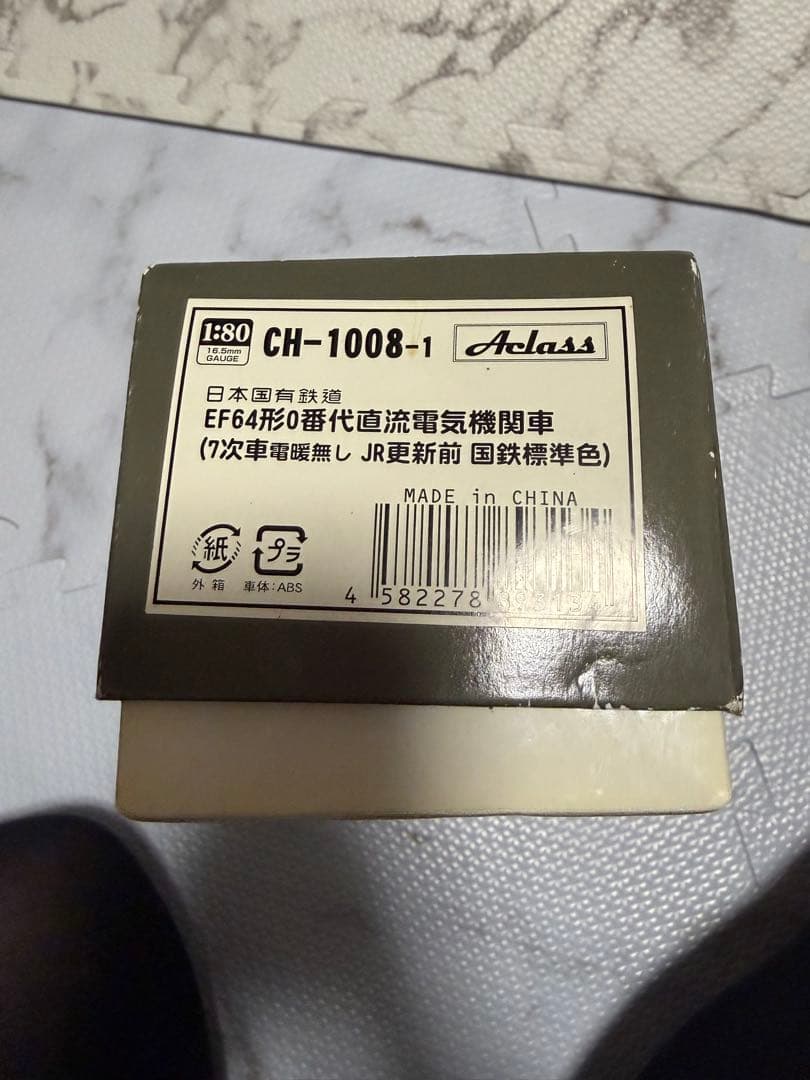 1:80
16.5mm
GAUGE
CH-1008-1
Aclass
日本国有鉄道
EF64形0番代直流電気機関車
(7次車電暖無し JR更新前 国鉄標準色)
MADE in CHINA
紙
プラ
外箱
車体:ABS
4 582278